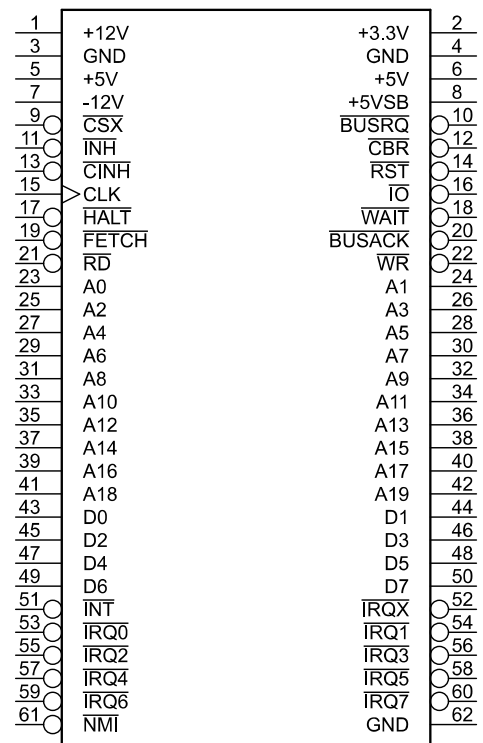 1 +12V +3.3V 2
3 GND GND 4
5 +5V +5V 6
7 -12V +5VSB 8
9 CSX BUSRQ 10
11 INH CBR 12
13 CINH RST 14
15 CLK IO 16
17 HALT WAIT 18
19 FETCH BUSACK 20
21 RD WR 22
23 A0 A1 24
25 A2 A3 26
27 A4 A5 28
29 A6 A7 30
31 A8 A9 32
33 A10 A11 34
35 A12 A13 36
37 A14 A15 38
39 A16 A17 40
41 A18 A19 42
43 D0 D1 44
45 D2 D3 46
47 D4 D5 48
49 D6 D7 50
51 INT IRQX 52
53 IRQ0 IRQ1 54
55 IRQ2 IRQ3 56
57 IRQ4 IRQ5 58
59 IRQ6 IRQ7 60
61 NMI GND 62